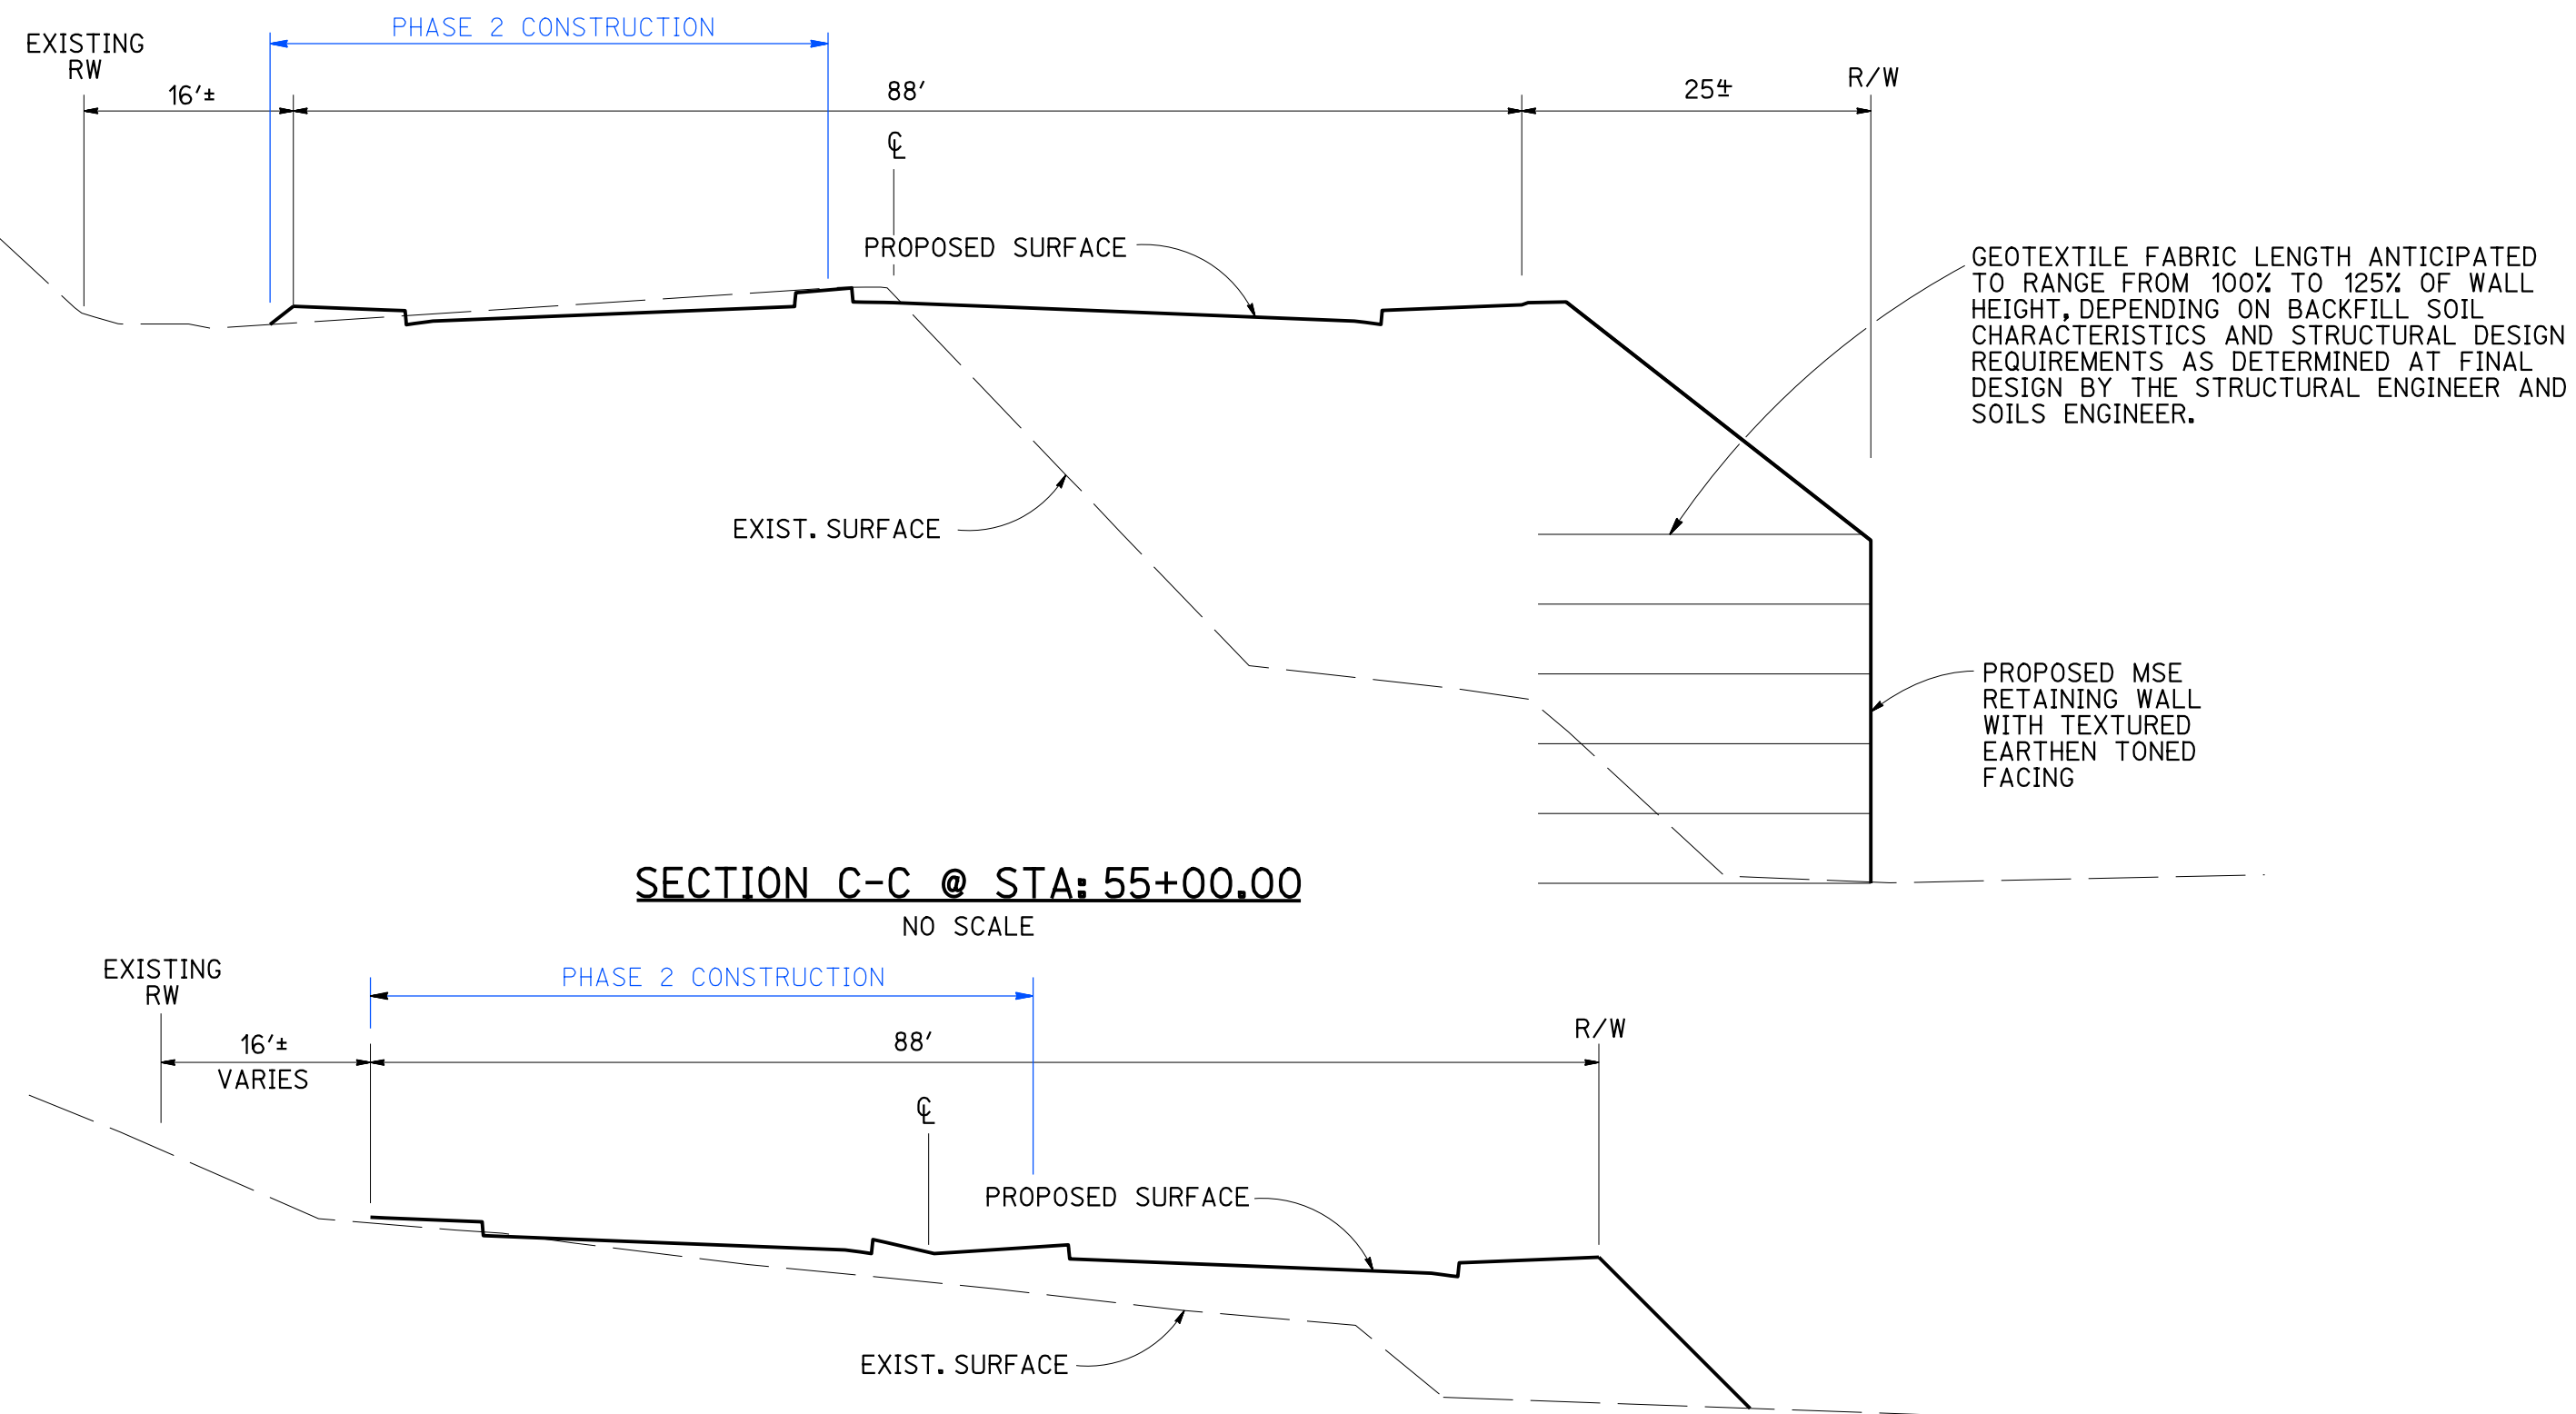 PHASE 2 CONSTRUCTION
EXISTING
RW
16'±
88'
25'±
R/W
℄
PROPOSED SURFACE
GEOTEXTILE FABRIC LENGTH ANTICIPATED
TO RANGE FROM 100% TO 125% OF WALL
HEIGHT, DEPENDING ON BACKFILL SOIL
CHARACTERISTICS AND STRUCTURAL DESIGN
REQUIREMENTS AS DETERMINED AT FINAL
DESIGN BY THE STRUCTURAL ENGINEER AND
SOILS ENGINEER.
EXIST. SURFACE
PROPOSED MSE
RETAINING WALL
WITH TEXTURED
EARTHEN TONED
FACING
SECTION C-C @ STA: 55+00.00
NO SCALE
EXISTING
RW
PHASE 2 CONSTRUCTION
16'±
VARIES
88'
R/W
℄
PROPOSED SURFACE
EXIST. SURFACE